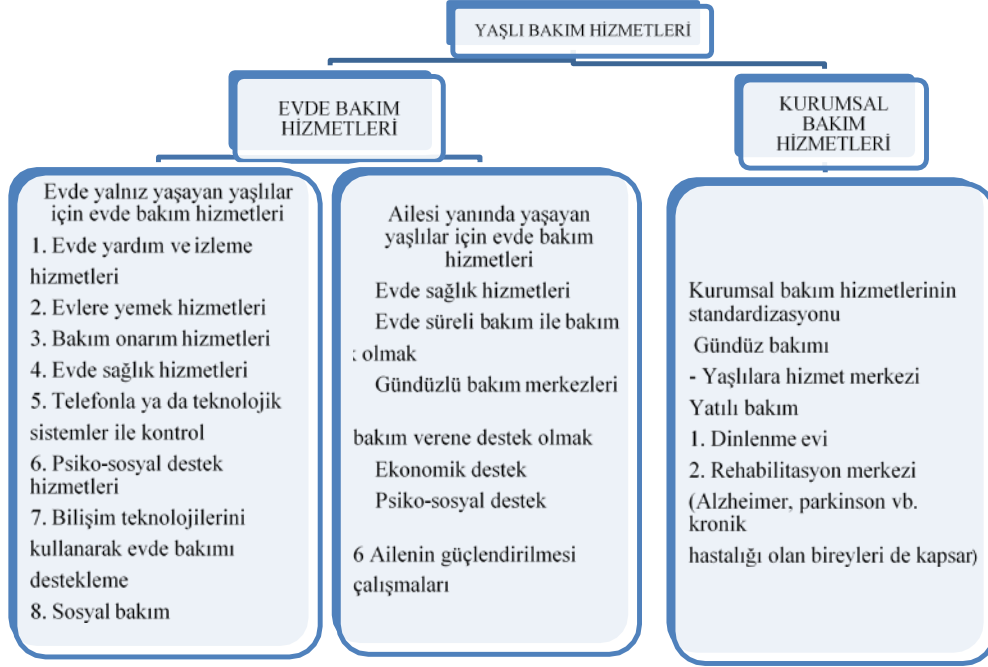 YAŞLI BAKIM HİZMETLERİ
EVDE BAKIM
HİZMETLERİ
KURUMSAL
BAKIM
HİZMETLERİ
Evde yalnız yaşayan yaşlılar
için evde bakım hizmetleri
1. Evde yardım ve izleme
hizmetleri
2. Evlere yemek hizmetleri
3. Bakım onarım hizmetleri
4. Evde sağlık hizmetleri
5. Telefonla ya da teknolojik
sistemler ile kontrol
6. Psiko-sosyal destek
hizmetleri
7. Bilişim teknolojilerini
kullanarak evde bakımı
destekleme
8. Sosyal bakım
Ailesi yanında yaşayan
yaşlılar için evde bakım
hizmetleri
Evde sağlık hizmetleri
Evde süreli bakım ile bakım
olmak
Gündüzlü bakım merkezleri
bakım verene destek olmak
Ekonomik destek
Psiko-sosyal destek
6 Ailenin güçlendirilmesi
çalışmaları
Kurumsal bakım hizmetlerinin
standardizasyonu
Gündüz bakımı
- Yaşlılara hizmet merkezi
Yatılı bakım
1. Dinlenme evi
2. Rehabilitasyon merkezi
(Alzheimer, parkinson vb.
kronik
hastalığı olan bireyleri de kapsar)